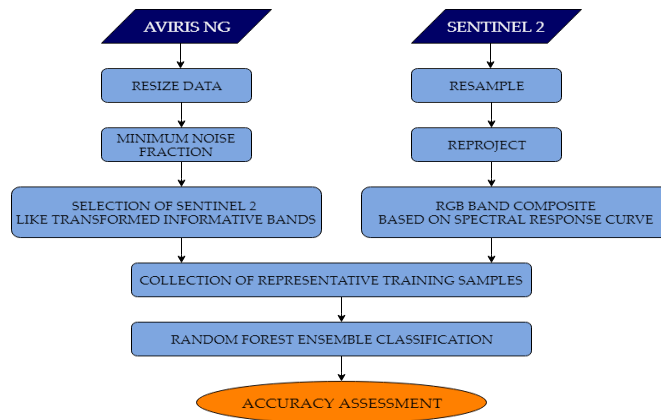 AVIRIS NG
SENTINEL 2
RESIZE DATA
RESAMPLE
MINIMUM NOISE
FRACTION
REPROJECT
SELECTION OF SENTINEL 2
LIKE TRANSFORMED INFORMATIVE BANDS
RGB BAND COMPOSITE
BASED ON SPECTRAL RESPONSE CURVE
COLLECTION OF REPRESENTATIVE TRAINING SAMPLES
RANDOM FOREST ENSEMBLE CLASSIFICATION
ACCURACY ASSESSMENT